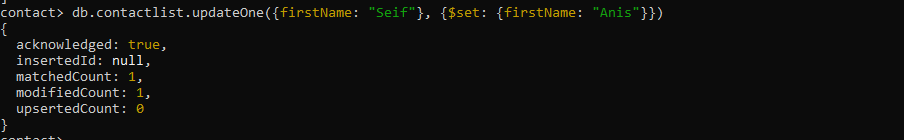 contact> db.contactlist.updateOne({firstName: "Seif"}, {$set: {firstName: "Anis"}})
{
  acknowledged: true,
  insertedId: null,
  matchedCount: 1,
  modifiedCount: 1,
  upsertedCount: 0
}
contact>